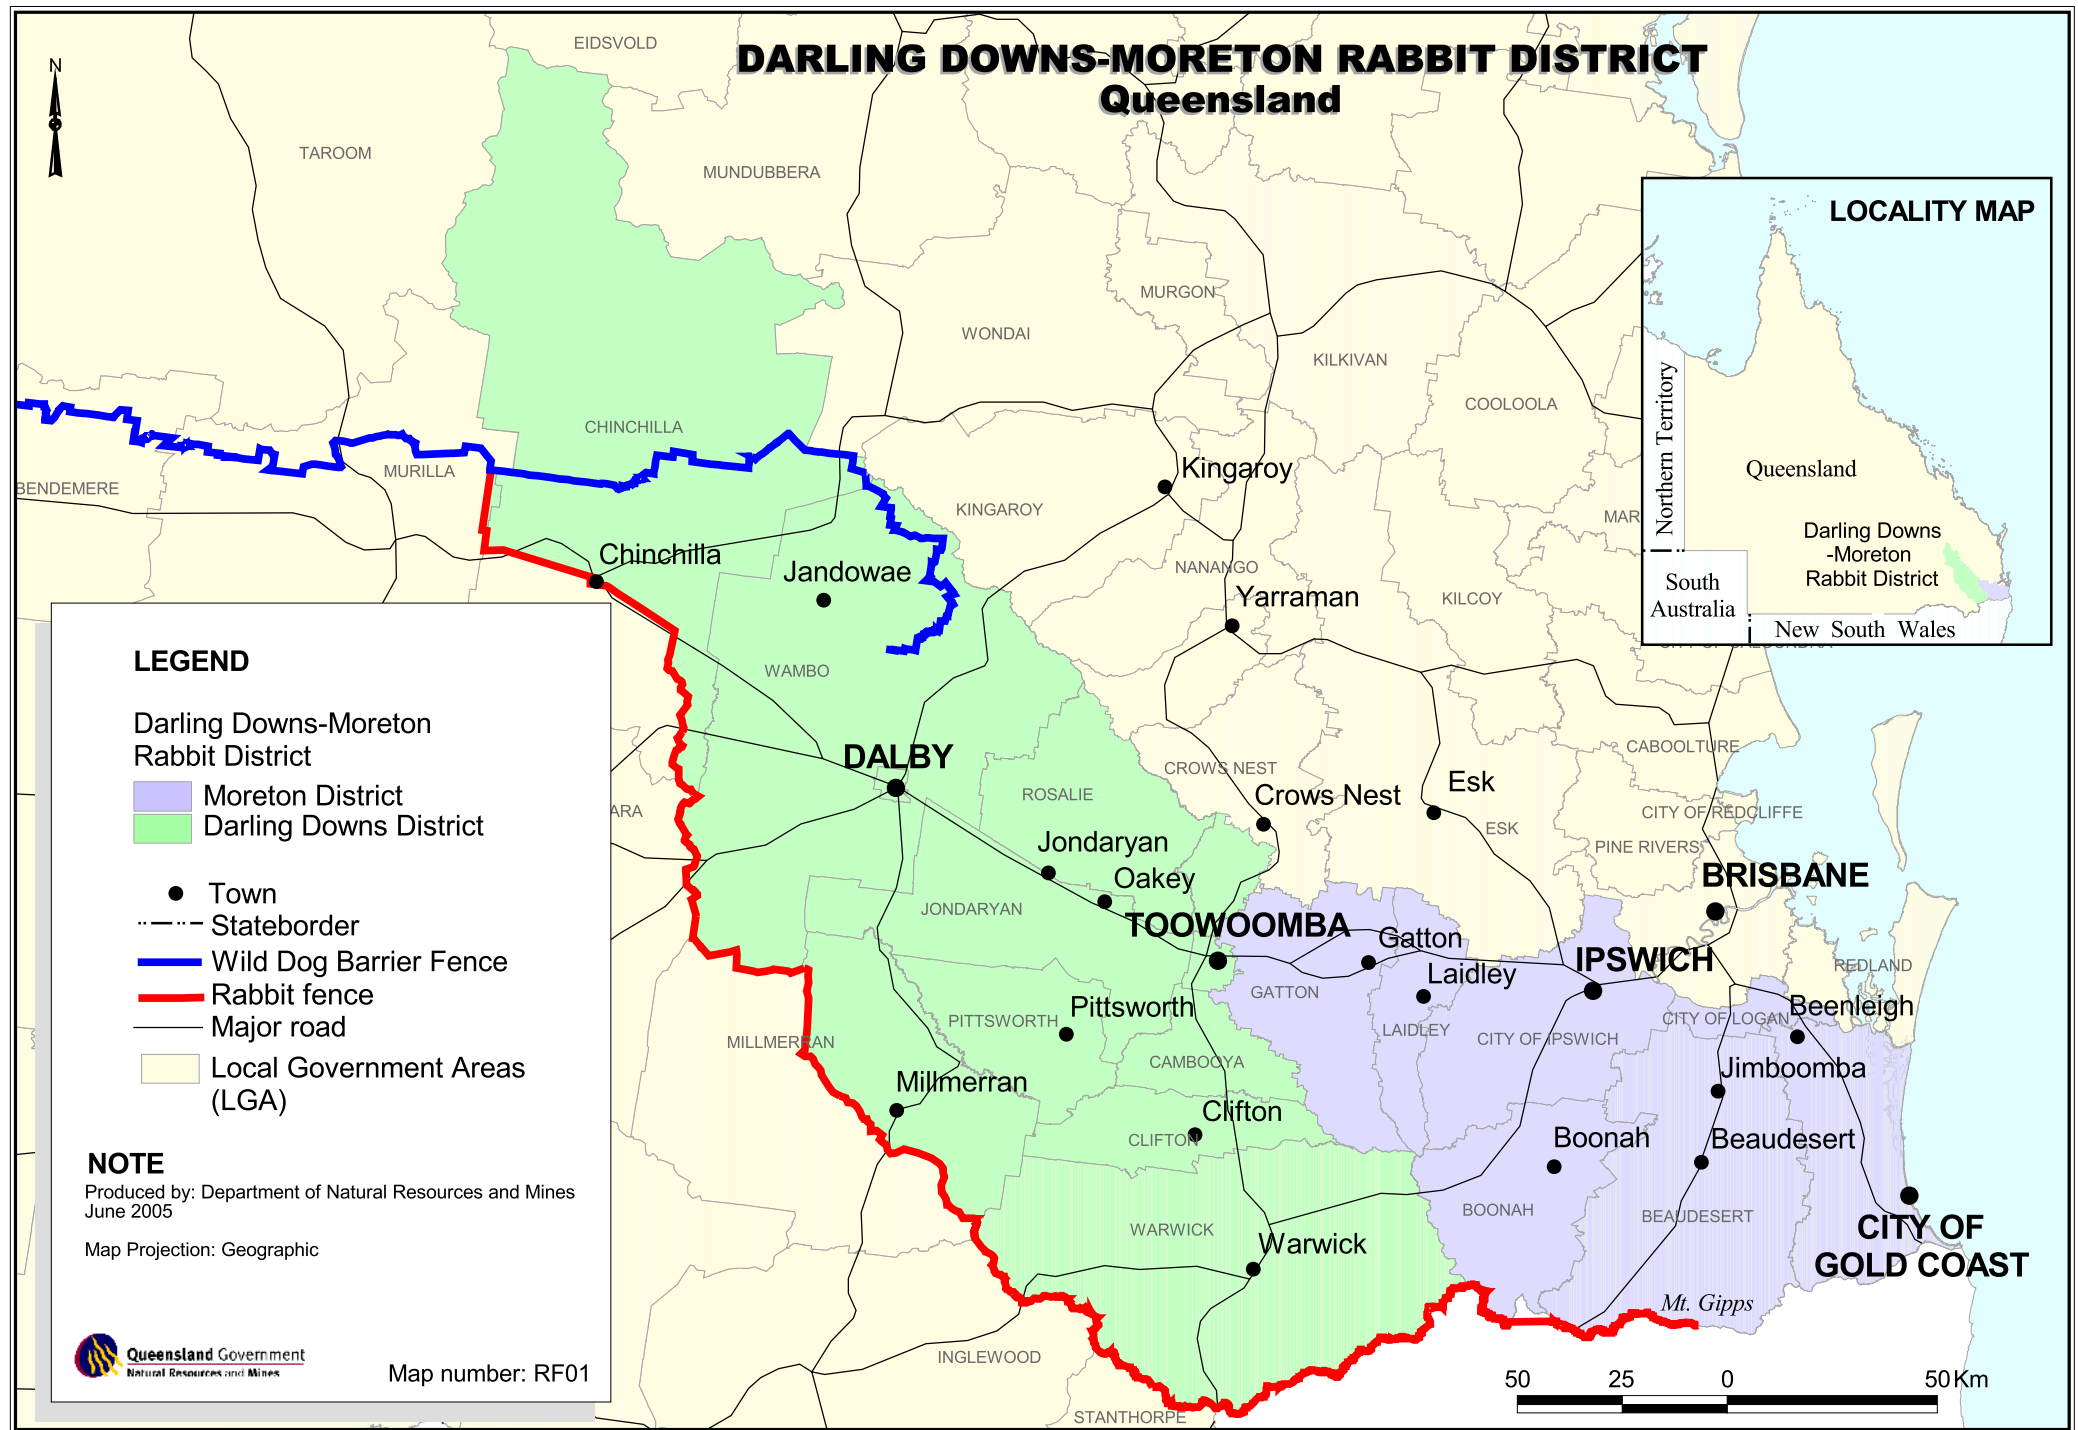 DARLING DOWNS-MORETON RABBIT DISTRICT
Queensland
N
EIDSVOLD
TAROOM
MUNDUBBERA
MURGON
WONDAI
KILKIVAN
COOLOOLA
CHINCHILLA
MURILLA
BENDEMERE
Kingaroy
KINGAROY
MAR
Chinchilla
Jandowae
NANANGO
Yarraman
KILCOY
WAMBO
DALBY
CABOOLTURE
CROWS NEST
Crows Nest
Esk
ROSALIE
ARA
ESK
CITY OF REDCLIFFE
Jondaryan
PINE RIVERS
Oakey
BRISBANE
JONDARYAN
TOOWOOMBA
Gatton
IPSWICH
REDLAND
Laidley
GATTON
Pittsworth
PITTSWORTH
LAIDLEY
CITY OF IPSWICH
CITY OF LOGAN
Beenleigh
MILLMERRAN
CAMBOOYA
Jimboomba
Millmerran
Clifton
CLIFTON
Boonah
Beaudesert
BOONAH
BEAUDESERT
WARWICK
Warwick
CITY OF
GOLD COAST
Mt. Gipps
INGLEWOOD
STANTHORPE
50 25 0 50 Km
LOCALITY MAP
Northern Territory
Queensland
Darling Downs
-Moreton
Rabbit District
South
Australia
New South Wales
LEGEND
Darling Downs-Moreton
Rabbit District
Moreton District
Darling Downs District
Town
Stateborder
Wild Dog Barrier Fence
Rabbit fence
Major road
Local Government Areas
(LGA)
NOTE
Produced by: Department of Natural Resources and Mines
June 2005
Map Projection: Geographic
Queensland Government
Natural Resources and Mines
Map number: RF01